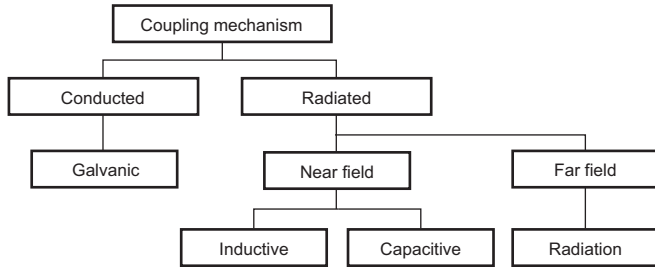 Coupling mechanism
Conducted
Radiated
Galvanic
Near field
Far field
Inductive
Capacitive
Radiation